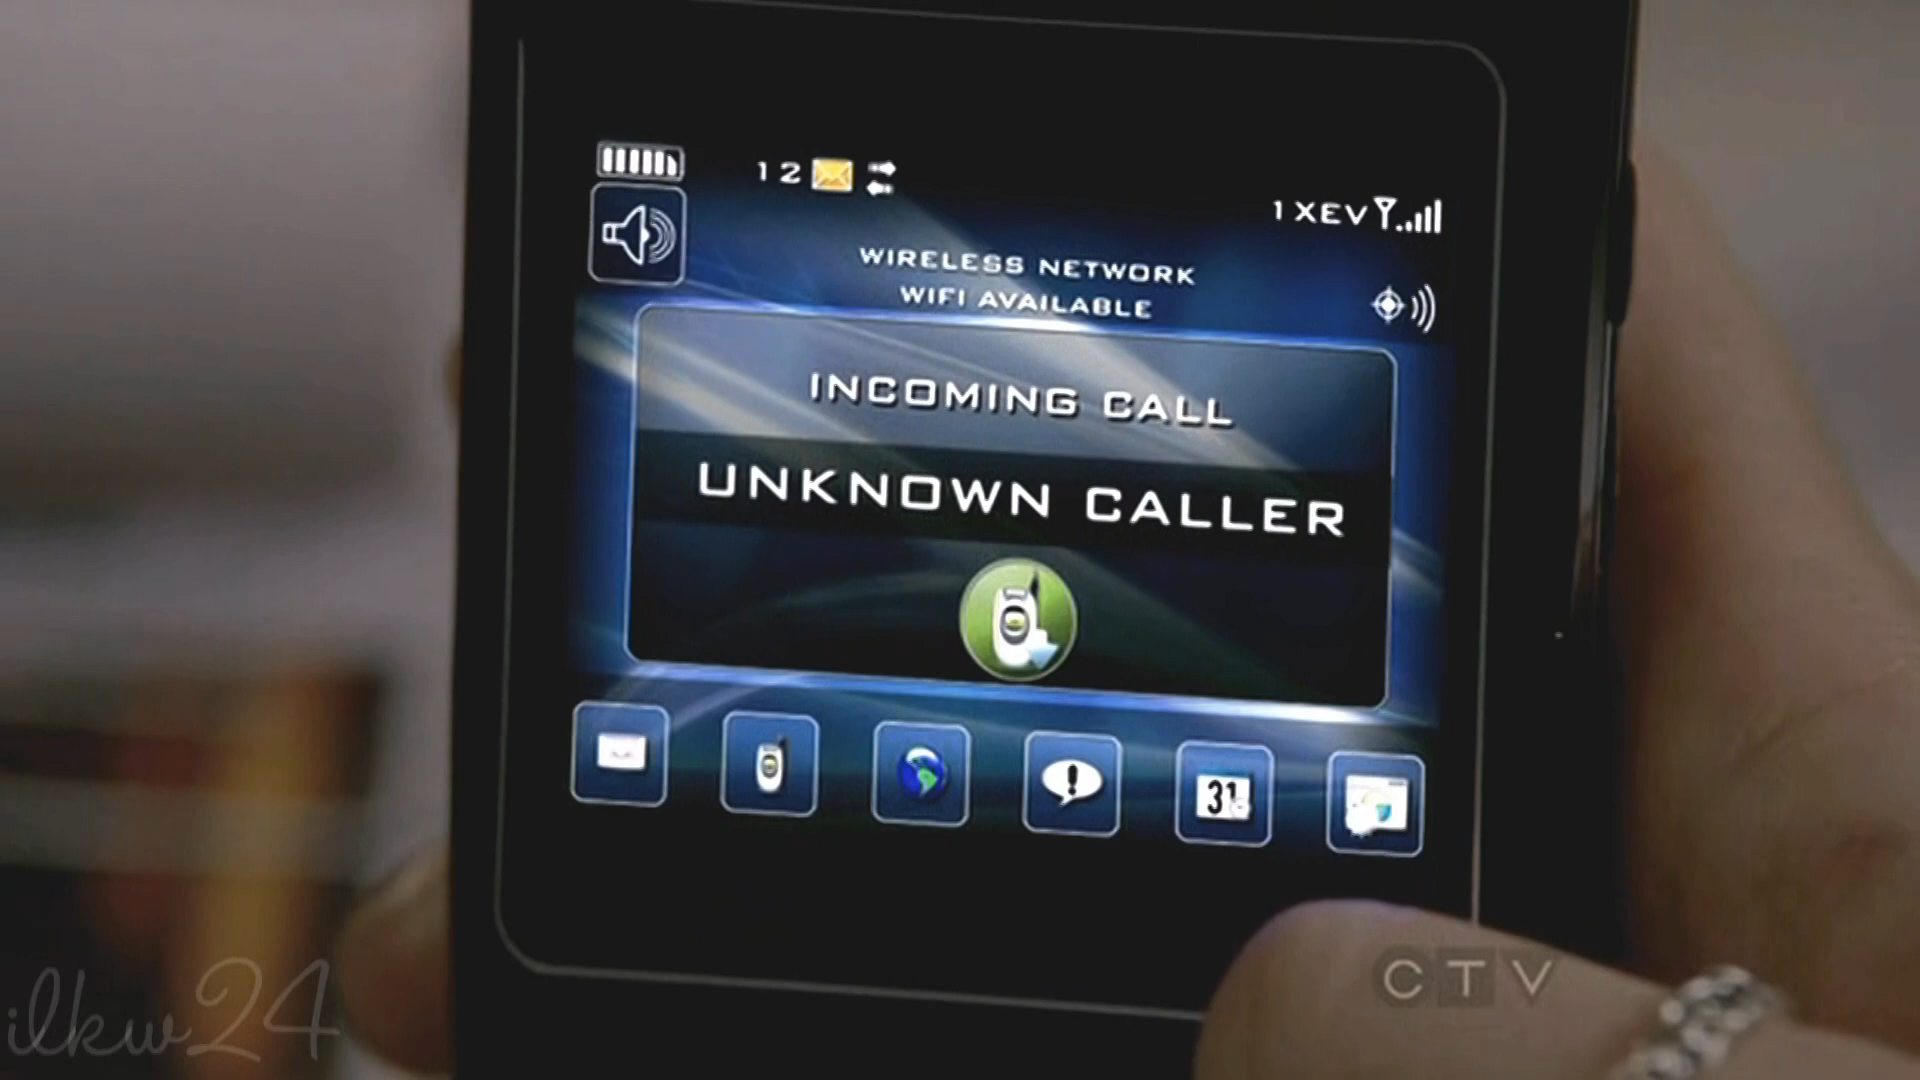 12
1XEV
WIRELESS NETWORK
WIFI AVAILABLE
INCOMING CALL
UNKNOWN CALLER
!
31
CTV
ilkw24